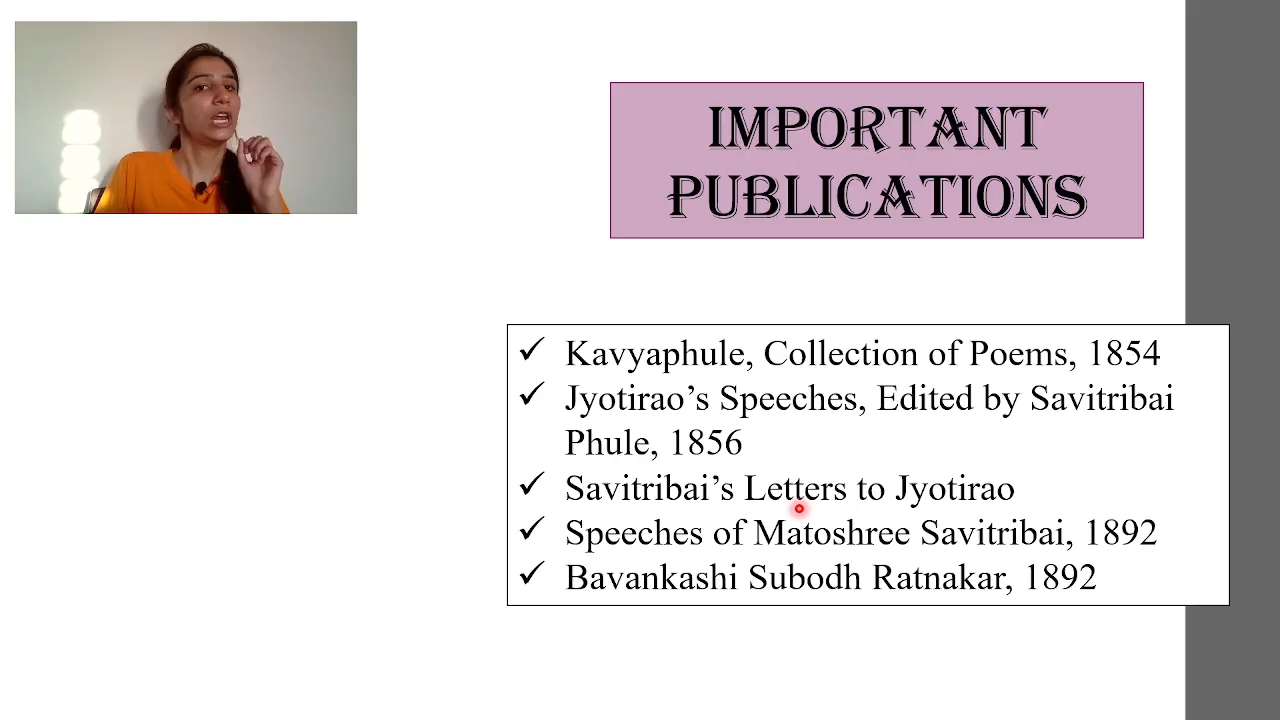 IMPORTANT
PUBLICATIONS
✓ Kavyaphule, Collection of Poems, 1854
✓ Jyotirao’s Speeches, Edited by Savitribai
Phule, 1856
✓ Savitribai’s Letters to Jyotirao
✓ Speeches of Matoshree Savitribai, 1892
✓ Bavankashi Subodh Ratnakar, 1892